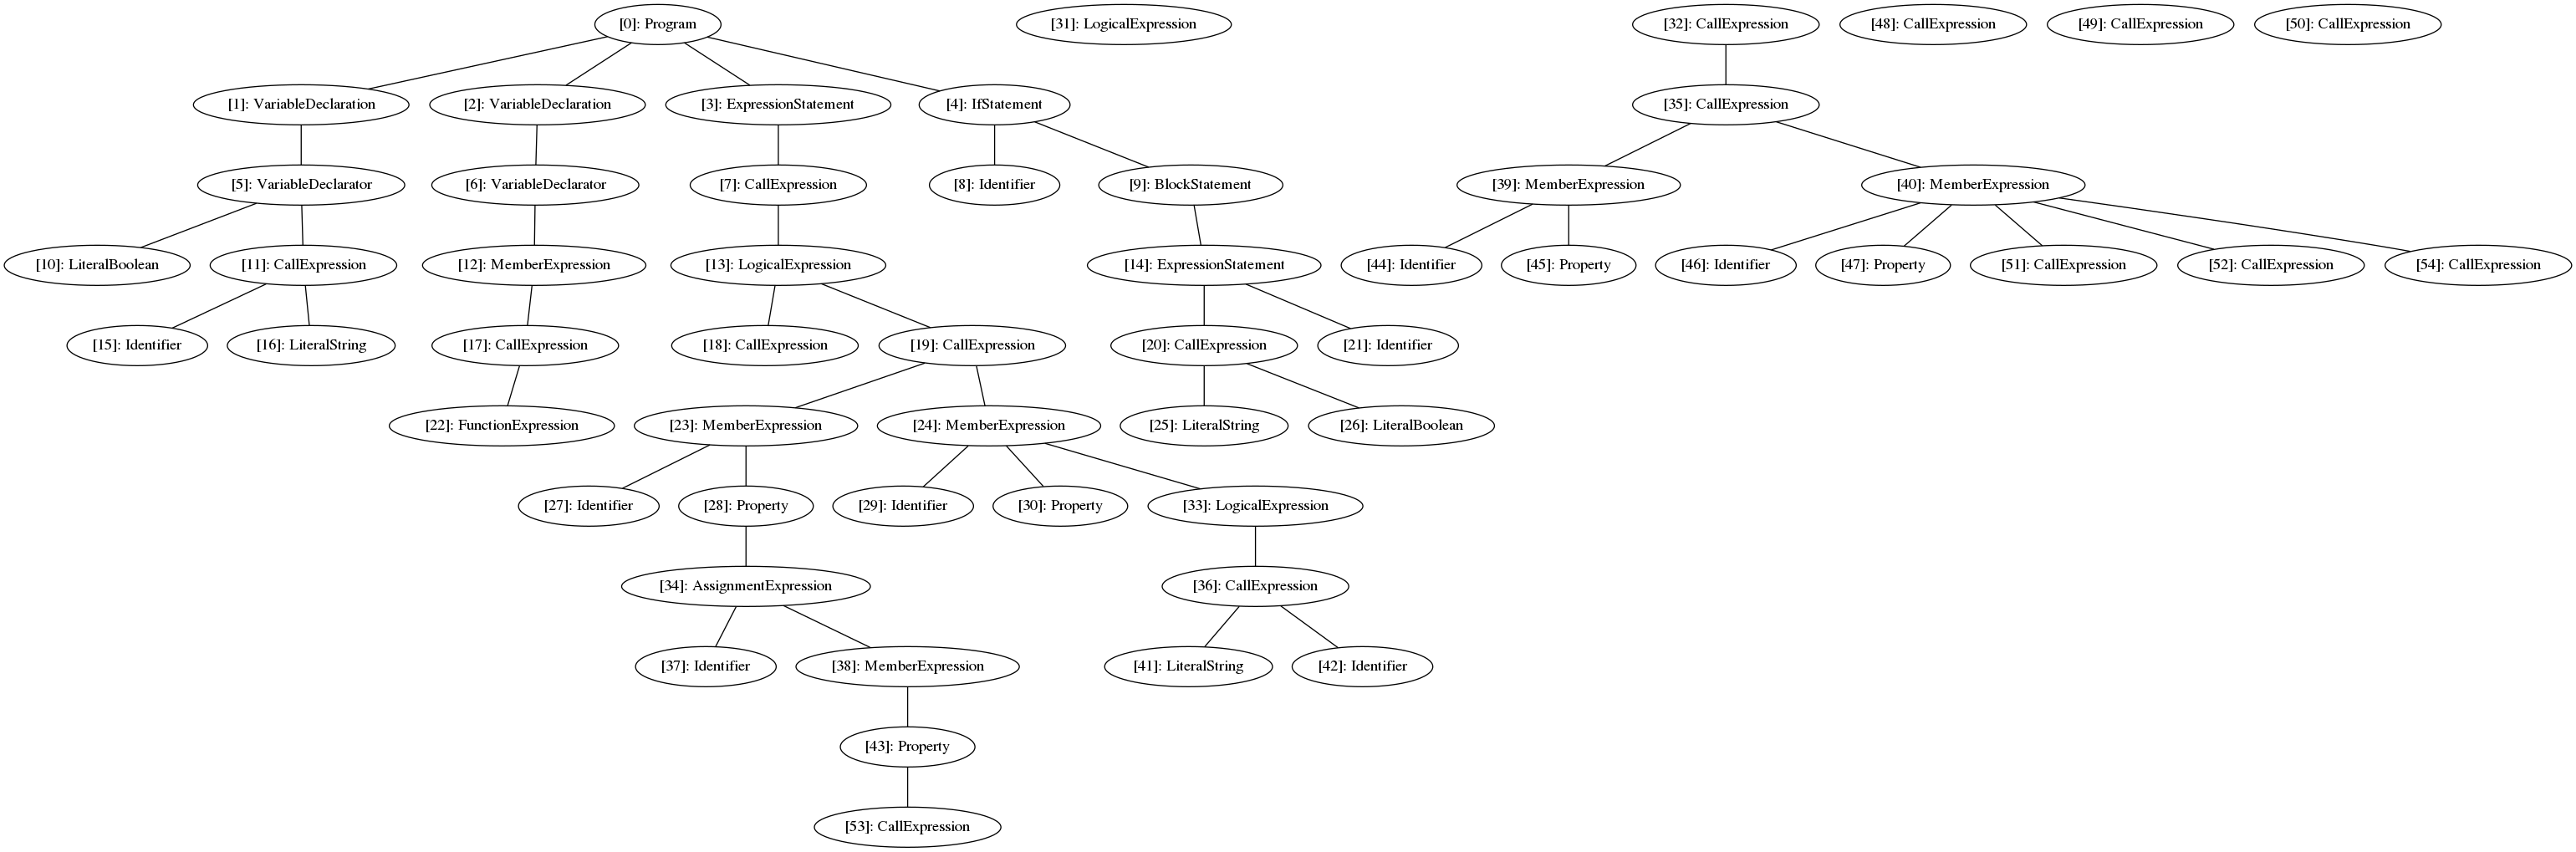 [0]: Program
[31]: LogicalExpression
[32]: CallExpression
[48]: CallExpression
[49]: CallExpression
[50]: CallExpression
[1]: VariableDeclaration
[2]: VariableDeclaration
[3]: ExpressionStatement
[4]: IfStatement
[35]: CallExpression
[5]: VariableDeclarator
[6]: VariableDeclarator
[7]: CallExpression
[8]: Identifier
[9]: BlockStatement
[39]: MemberExpression
[40]: MemberExpression
[10]: LiteralBoolean
[11]: CallExpression
[12]: MemberExpression
[13]: LogicalExpression
[14]: ExpressionStatement
[44]: Identifier
[45]: Property
[46]: Identifier
[47]: Property
[51]: CallExpression
[52]: CallExpression
[54]: CallExpression
[15]: Identifier
[16]: LiteralString
[17]: CallExpression
[18]: CallExpression
[19]: CallExpression
[20]: CallExpression
[21]: Identifier
[22]: FunctionExpression
[23]: MemberExpression
[24]: MemberExpression
[25]: LiteralString
[26]: LiteralBoolean
[27]: Identifier
[28]: Property
[29]: Identifier
[30]: Property
[33]: LogicalExpression
[34]: AssignmentExpression
[36]: CallExpression
[37]: Identifier
[38]: MemberExpression
[41]: LiteralString
[42]: Identifier
[43]: Property
[53]: CallExpression